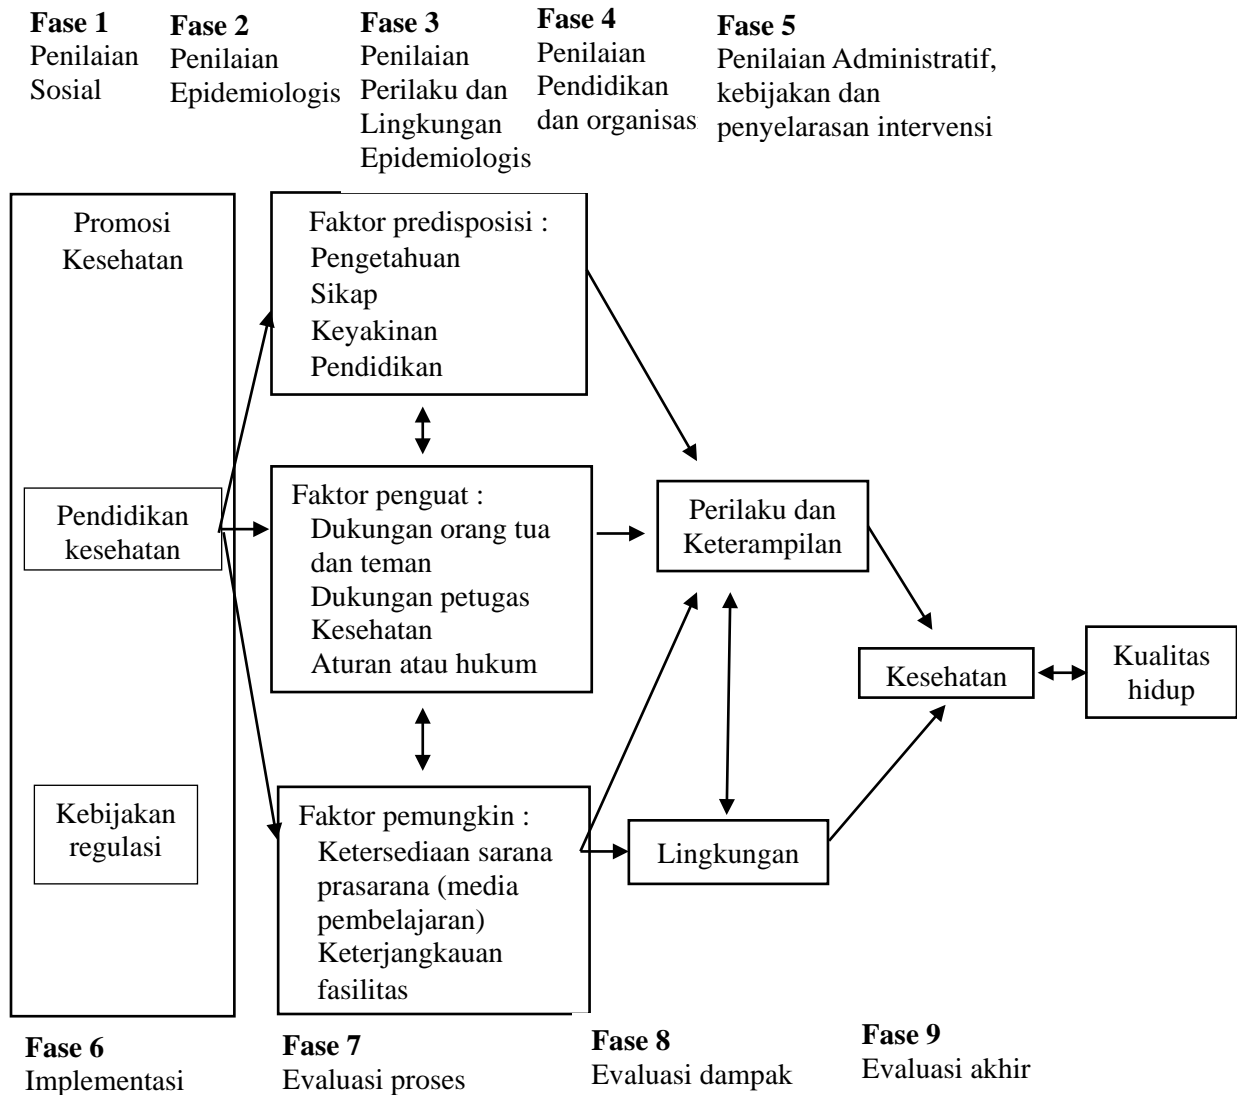 Fase 1
Penilaian
Sosial
Fase 2
Penilaian
Epidemiologis
Fase 3
Penilaian
Perilaku dan
Lingkungan
Epidemiologis
Fase 4
Penilaian
Pendidikan
dan organisas
Fase 5
Penilaian Administratif,
kebijakan dan
penyelarasan intervensi
Promosi
Kesehatan
Pendidikan
kesehatan
Kebijakan
regulasi
Faktor predisposisi :
Pengetahuan
Sikap
Keyakinan
Pendidikan
Faktor penguat :
Dukungan orang tua
dan teman
Dukungan petugas
Kesehatan
Aturan atau hukum
Faktor pemungkin :
Ketersediaan sarana
prasarana (media
pembelajaran)
Keterjangkauan
fasilitas
Perilaku dan
Keterampilan
Lingkungan
Kesehatan
Kualitas
hidup
Fase 6
Implementasi
Fase 7
Evaluasi proses
Fase 8
Evaluasi dampak
Fase 9
Evaluasi akhir